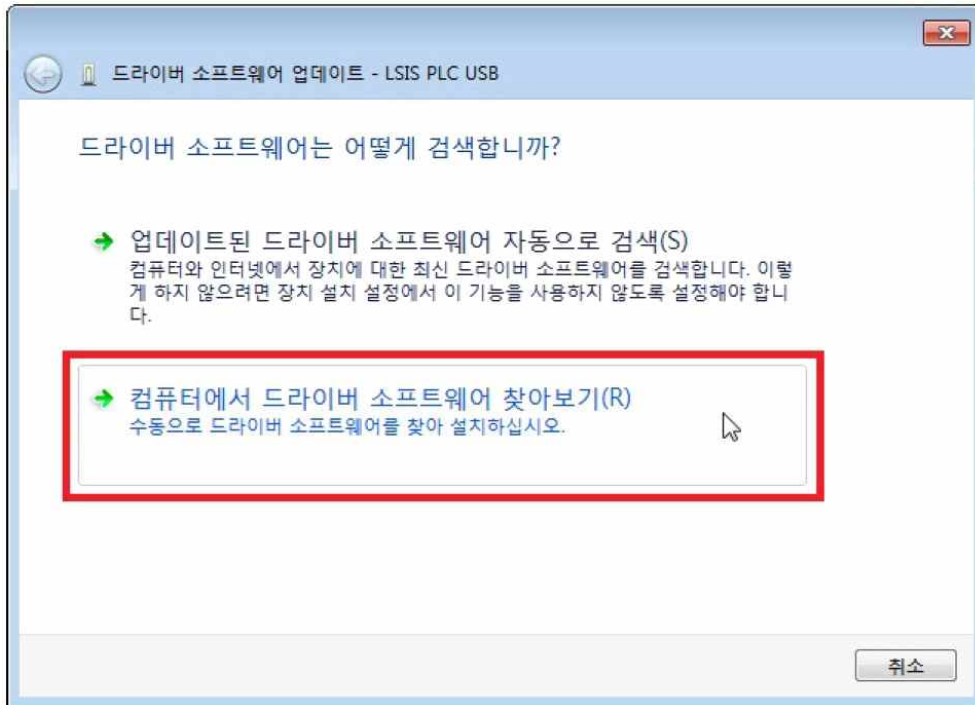 드라이버 소프트웨어 업데이트 - LSIS PLC USB
드라이버 소프트웨어는 어떻게 검색합니까?
업데이트된 드라이버 소프트웨어 자동으로 검색(S)
컴퓨터와 인터넷에서 장치에 대한 최신 드라이버 소프트웨어를 검색합니다. 이렇
게 하지 않으려면 장치 설치 설정에서 이 기능을 사용하지 않도록 설정해야 합니
다.
컴퓨터에서 드라이버 소프트웨어 찾아보기(R)
수동으로 드라이버 소프트웨어를 찾아 설치하십시오.
취소